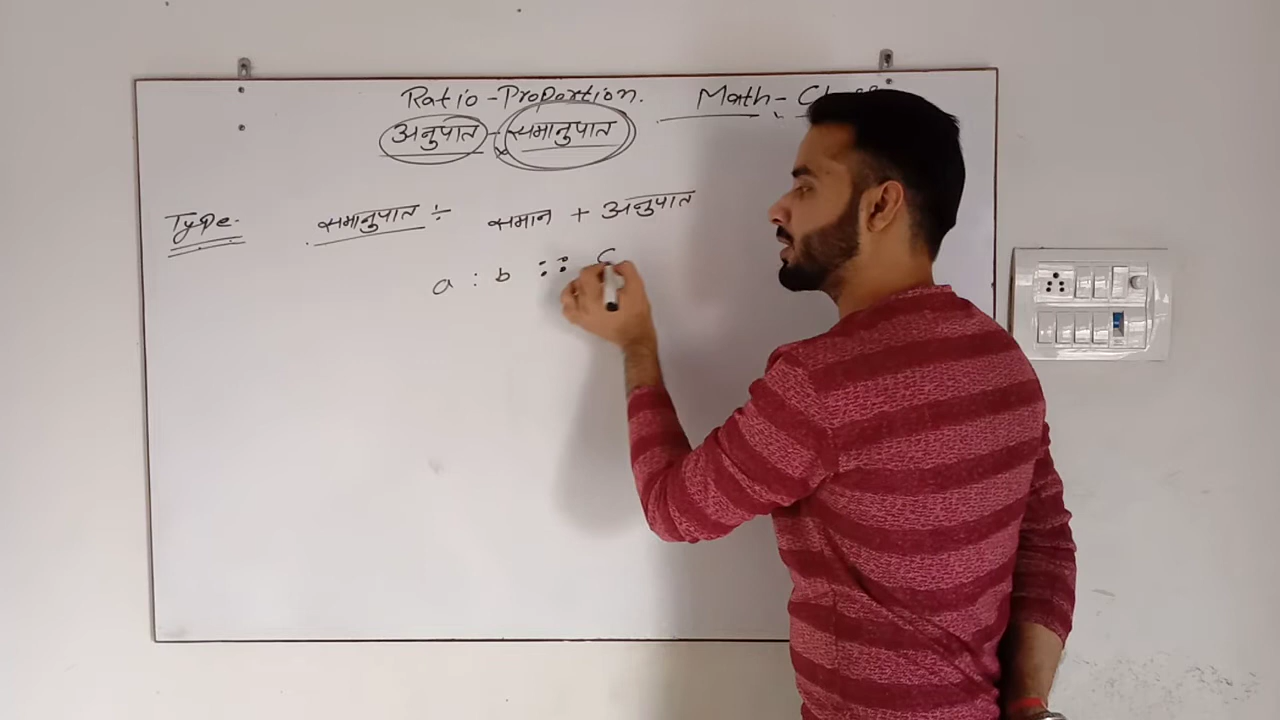 Ratio - Proportion. Math -
अनुपात - समानुपात
Type. समानुपात ÷ समान + अनुपात
a : b :: c